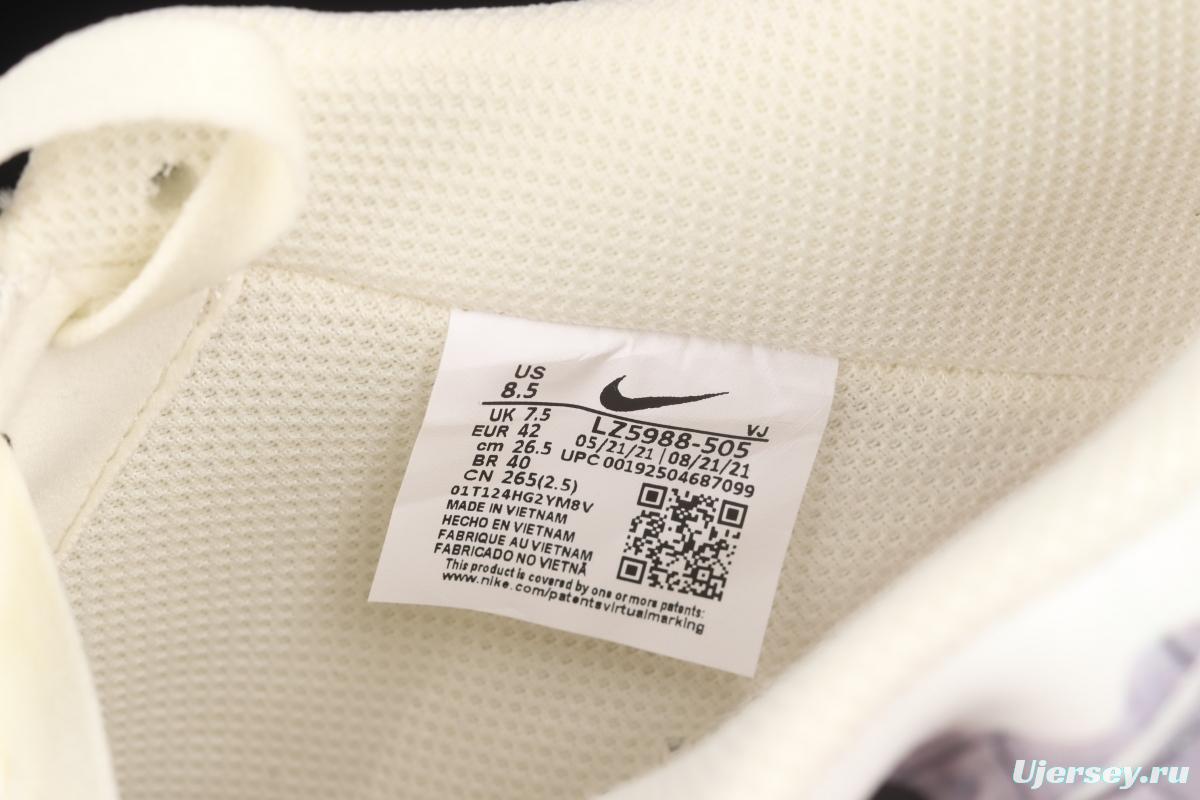 US
8.5
VJ
UK 7.5
EUR 42
cm 26.5
BR 40
CN 265(2.5)
LZ5988-505
05/21/21 | 08/21/21
UPC 00192504687099
01T124HG2YM8V
MADE IN VIETNAM
HECHO EN VIETNAM
FABRIQUE AU VIETNAM
FABRICADO NO VIETNÃ
This product is covered by one or more patents:
www.nike.com/patentsvirtualmarking
Ujersey.ru